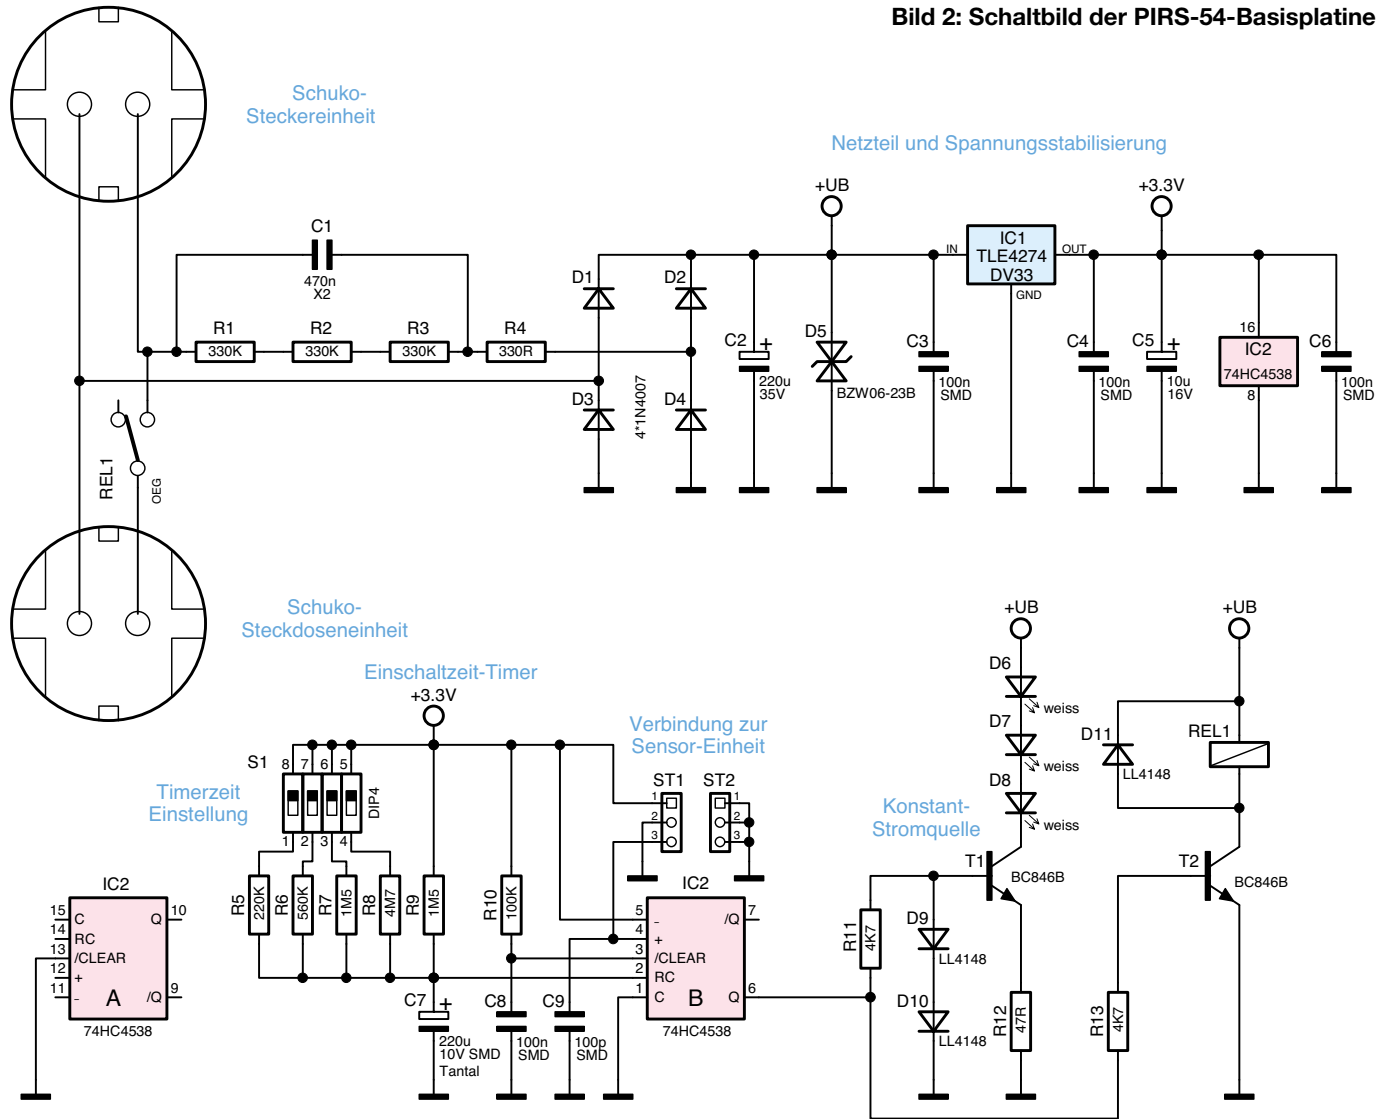 Bild 2: Schaltbild der PIRS-54-Basisplatine
Schuko-
Steckereinheit
Netzteil und Spannungsstabilisierung
+UB
+3.3V
C1
470n
X2
R1
330K
R2
330K
R3
330K
R4
330R
D1
D2
D3
D4
4*1N4007
C2
+
220u
35V
D5
BZW06-23B
C3
100n
SMD
IN
IC1
TLE4274
DV33
OUT
GND
C4
100n
SMD
C5
+
10u
16V
16
IC2
74HC4538
8
C6
100n
SMD
REL1
OEG
Schuko-
Steckdoseneinheit
Einschaltzeit-Timer
+3.3V
Timerzeit
Einstellung
S1
8
7
6
5
DIP4
1
2
3
4
R5
220K
R6
560K
R7
1M5
R8
4M7
R9
1M5
R10
100K
C7
+
220u
10V SMD
Tantal
C8
100n
SMD
C9
100p
SMD
IC2
15
C
14
RC
13
/CLEAR
12
+
11
-
Q
10
/Q
9
A
74HC4538
Verbindung zur
Sensor-Einheit
ST1
1
2
3
ST2
1
2
3
IC2
5
-
4
+
3
/CLEAR
2
RC
1
C
/Q
7
Q
6
B
74HC4538
Konstant-
Stromquelle
+UB
D6
weiss
D7
weiss
D8
weiss
T1
BC846B
R11
4K7
D9
LL4148
D10
LL4148
R12
47R
+UB
D11
LL4148
REL1
T2
BC846B
R13
4K7